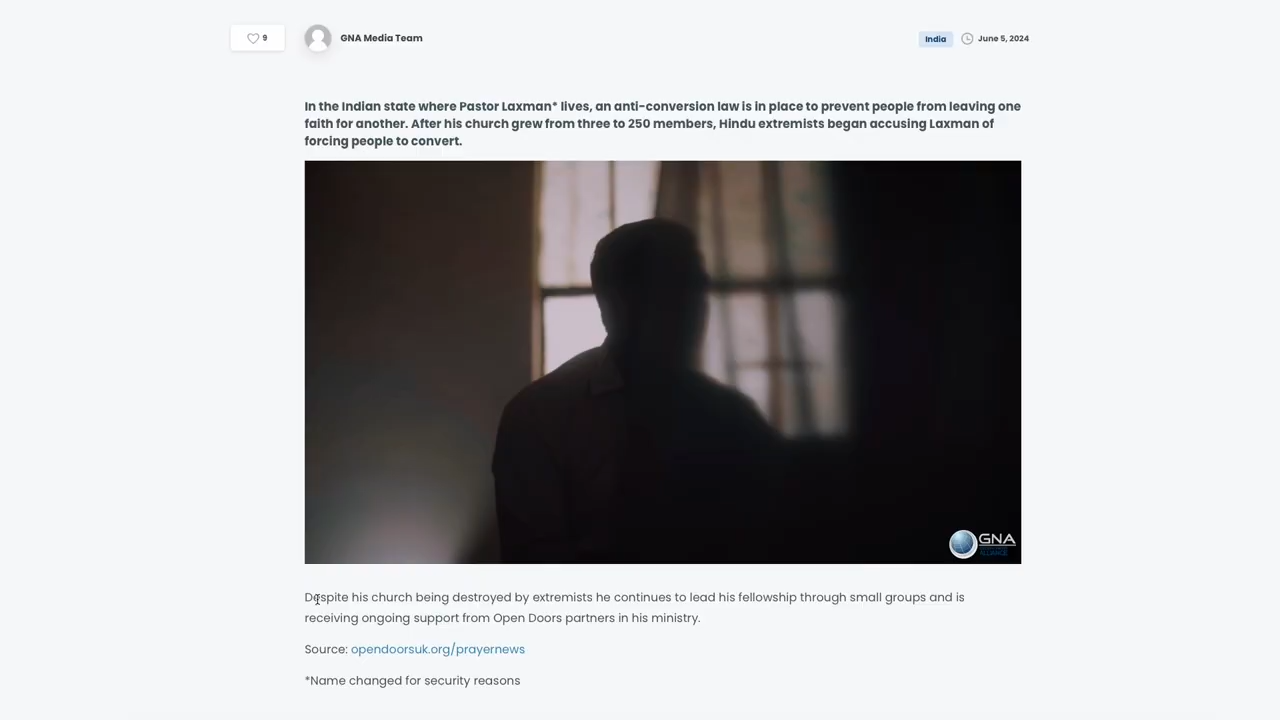 9
GNA Media Team
India
June 5, 2024
In the Indian state where Pastor Laxman* lives, an anti-conversion law is in place to prevent people from leaving one
faith for another. After his church grew from three to 250 members, Hindu extremists began accusing Laxman of
forcing people to convert.
GNA
Despite his church being destroyed by extremists he continues to lead his fellowship through small groups and is
receiving ongoing support from Open Doors partners in his ministry.
Source: opendoorsuk.org/prayernews
*Name changed for security reasons